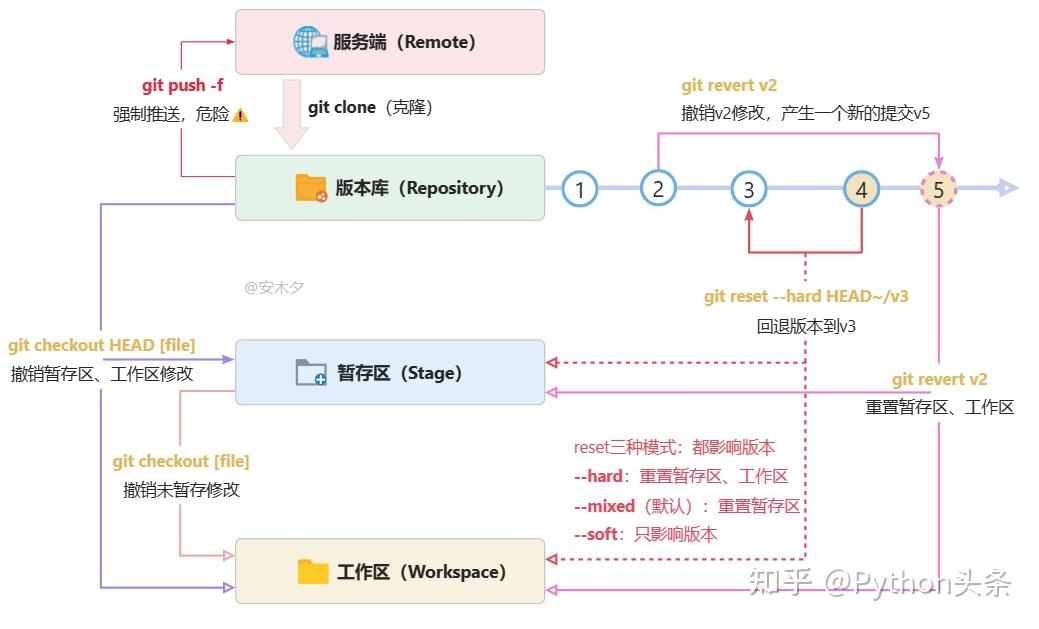 服务端（Remote）
git push -f
强制推送，危险
git clone（克隆）
git revert v2
撤销v2修改，产生一个新的提交v5
版本库（Repository）
1
2
3
4
5
@安木夕
git reset --hard HEAD~/v3
回退版本到v3
git checkout HEAD [file]
撤销暂存区、工作区修改
暂存区（Stage）
git revert v2
重置暂存区、工作区
git checkout [file]
撤销未暂存修改
reset三种模式：都影响版本
--hard：重置暂存区、工作区
--mixed（默认）：重置暂存区
--soft：只影响版本
工作区（Workspace）
知乎 @Python头条